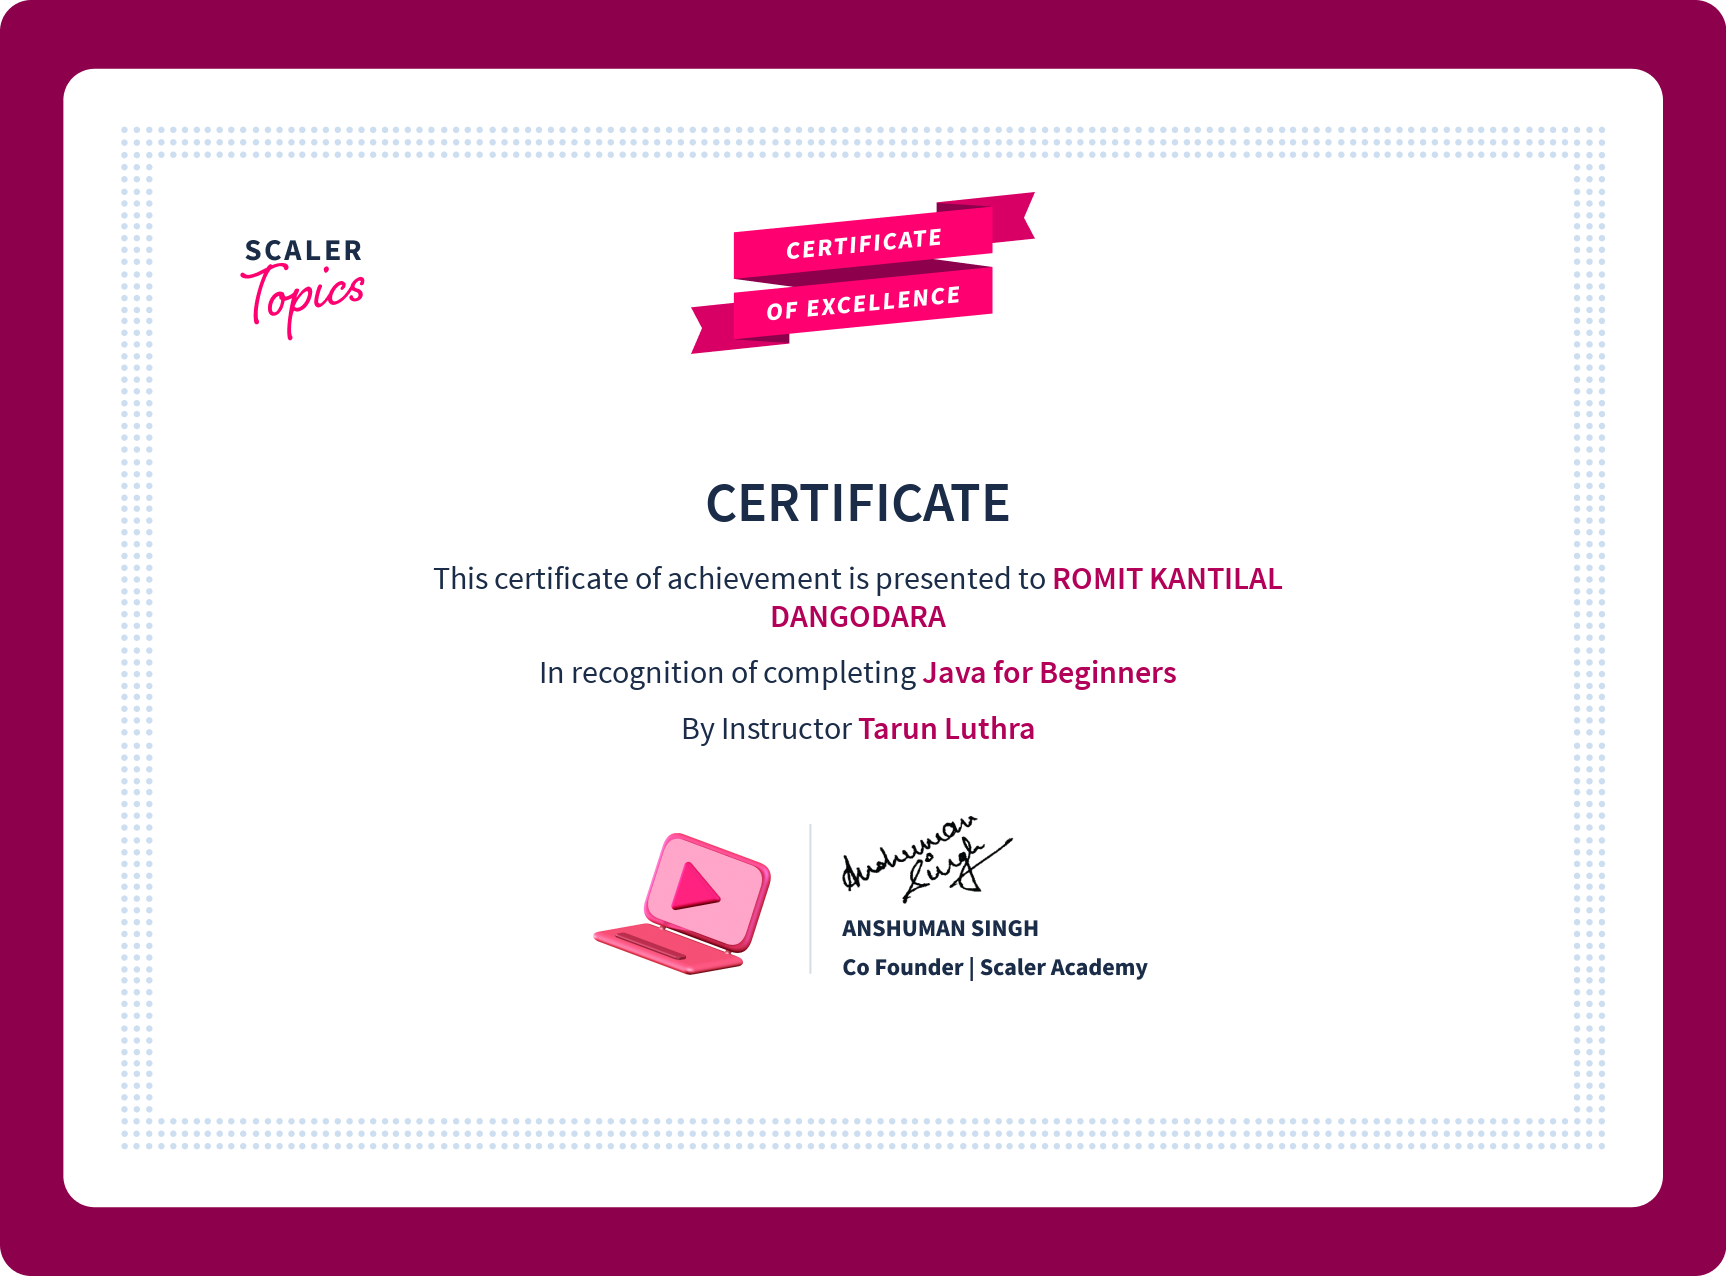 SCALER
Topics
CERTIFICATE
OF EXCELLENCE
CERTIFICATE
This certificate of achievement is presented to ROMIT KANTILAL
DANGODARA
In recognition of completing Java for Beginners
By Instructor Tarun Luthra
Anshuman
Singh
ANSHUMAN SINGH
Co Founder | Scaler Academy